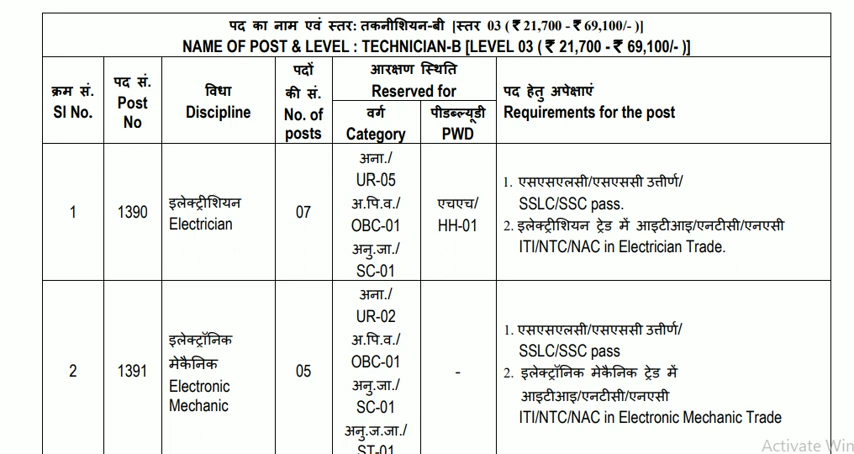 पद का नाम एवं स्तर: तकनीशियन-बी [स्तर 03 ( ₹ 21,700 - ₹ 69,100/- )]
NAME OF POST & LEVEL : TECHNICIAN-B [LEVEL 03 ( ₹ 21,700 - ₹ 69,100/- )]
क्रम सं.
Sl No.
पद सं.
Post
No
विधा
Discipline
पदों
की सं.
No. of
posts
आरक्षण स्थिति
Reserved for
वर्ग
Category
पीडब्ल्यूडी
PWD
पद हेतु अपेक्षाएं
Requirements for the post
1
1390
इलेक्ट्रीशियन
Electrician
07
अना./
UR-05
अ.पि.व./
OBC-01
अनु.जा./
SC-01
एचएच/
HH-01
1. एसएसएलसी/एसएससी उत्तीर्ण/
SSLC/SSC pass.
2. इलेक्ट्रीशियन ट्रेड में आइटीआइ/एनटीसी/एनएसी
ITI/NTC/NAC in Electrician Trade.
2
1391
इलेक्ट्रॉनिक
मेकैनिक
Electronic
Mechanic
05
अना./
UR-02
अ.पि.व./
OBC-01
अनु.जा./
SC-01
अनु.ज.जा./
ST-01
-
1. एसएसएलसी/एसएससी उत्तीर्ण/
SSLC/SSC pass
2. इलेक्ट्रॉनिक मेकैनिक ट्रेड में
आइटीआइ/एनटीसी/एनएसी
ITI/NTC/NAC in Electronic Mechanic Trade
Activate Win